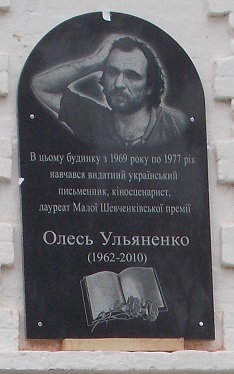 В цьому будинку з 1969 року по 1977 рік
навчався видатний український
письменник, кіносценарист,
лауреат Малої Шевченківської премії
Олесь Ульяненко
(1962-2010)